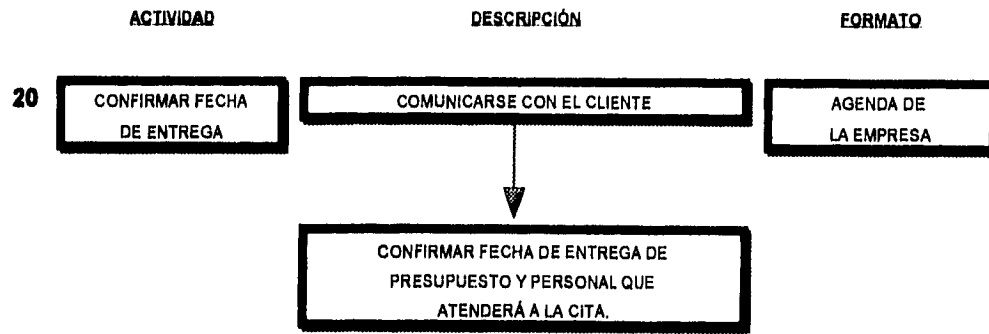 ACTIVIDAD DESCRIPCIÓN FORMATO
20
CONFIRMAR FECHA
DE ENTREGA
COMUNICARSE CON EL CLIENTE
AGENDA DE
LA EMPRESA
CONFIRMAR FECHA DE ENTREGA DE
PRESUPUESTO Y PERSONAL QUE
ATENDERÁ A LA CITA.